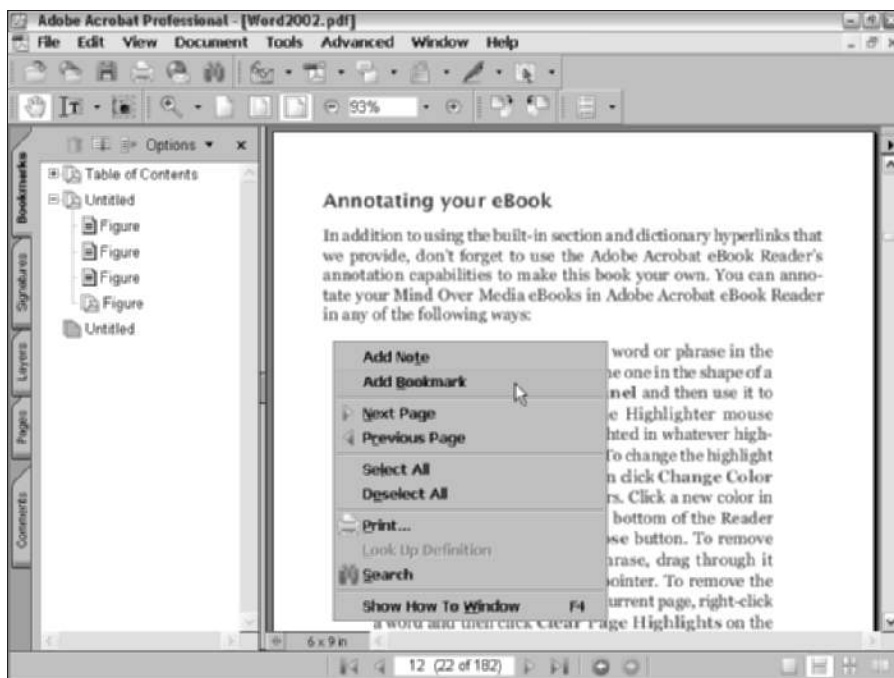 Adobe Acrobat Professional - [Word2002.pdf]
File Edit View Document Tools Advanced Window Help
93%
Options
Bookmarks
Signatures
Layers
Pages
Comments
Table of Contents
Untitled
Figure
Figure
Figure
Figure
Untitled
Annotating your eBook
In addition to using the built-in section and dictionary hyperlinks that
we provide, don't forget to use the Adobe Acrobat eBook Reader's
annotation capabilities to make this book your own. You can anno-
tate your Mind Over Media eBooks in Adobe Acrobat eBook Reader
in any of the following ways:
Add Note
Add Bookmark
Next Page
Previous Page
Select All
Deselect All
Print...
Look Up Definition
Search
Show How To Window F4
word or phrase in the
e one in the shape of a
nel and then use it to
e Highlighter mouse
hted in whatever high-
To change the highlight
n click Change Color
rs. Click a new color in
bottom of the Reader
ose button. To remove
hrase, drag through it
pointer. To remove the
urrent page, right-click
a word and then click Clear Page Highlights on the
6 x 9 in
12 (22 of 182)